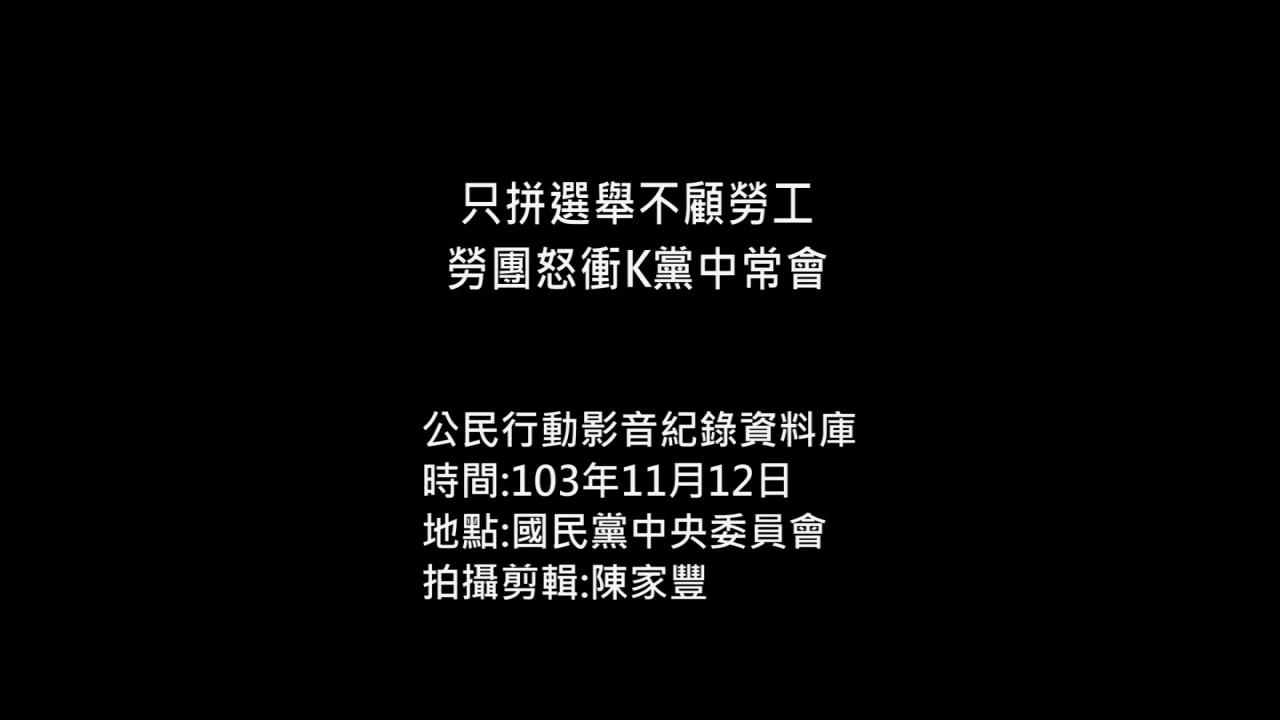 只拼選舉不顧勞工
勞團怒衝K黨中常會
公民行動影音紀錄資料庫
時間:103年11月12日
地點:國民黨中央委員會
拍攝剪輯:陳家豐